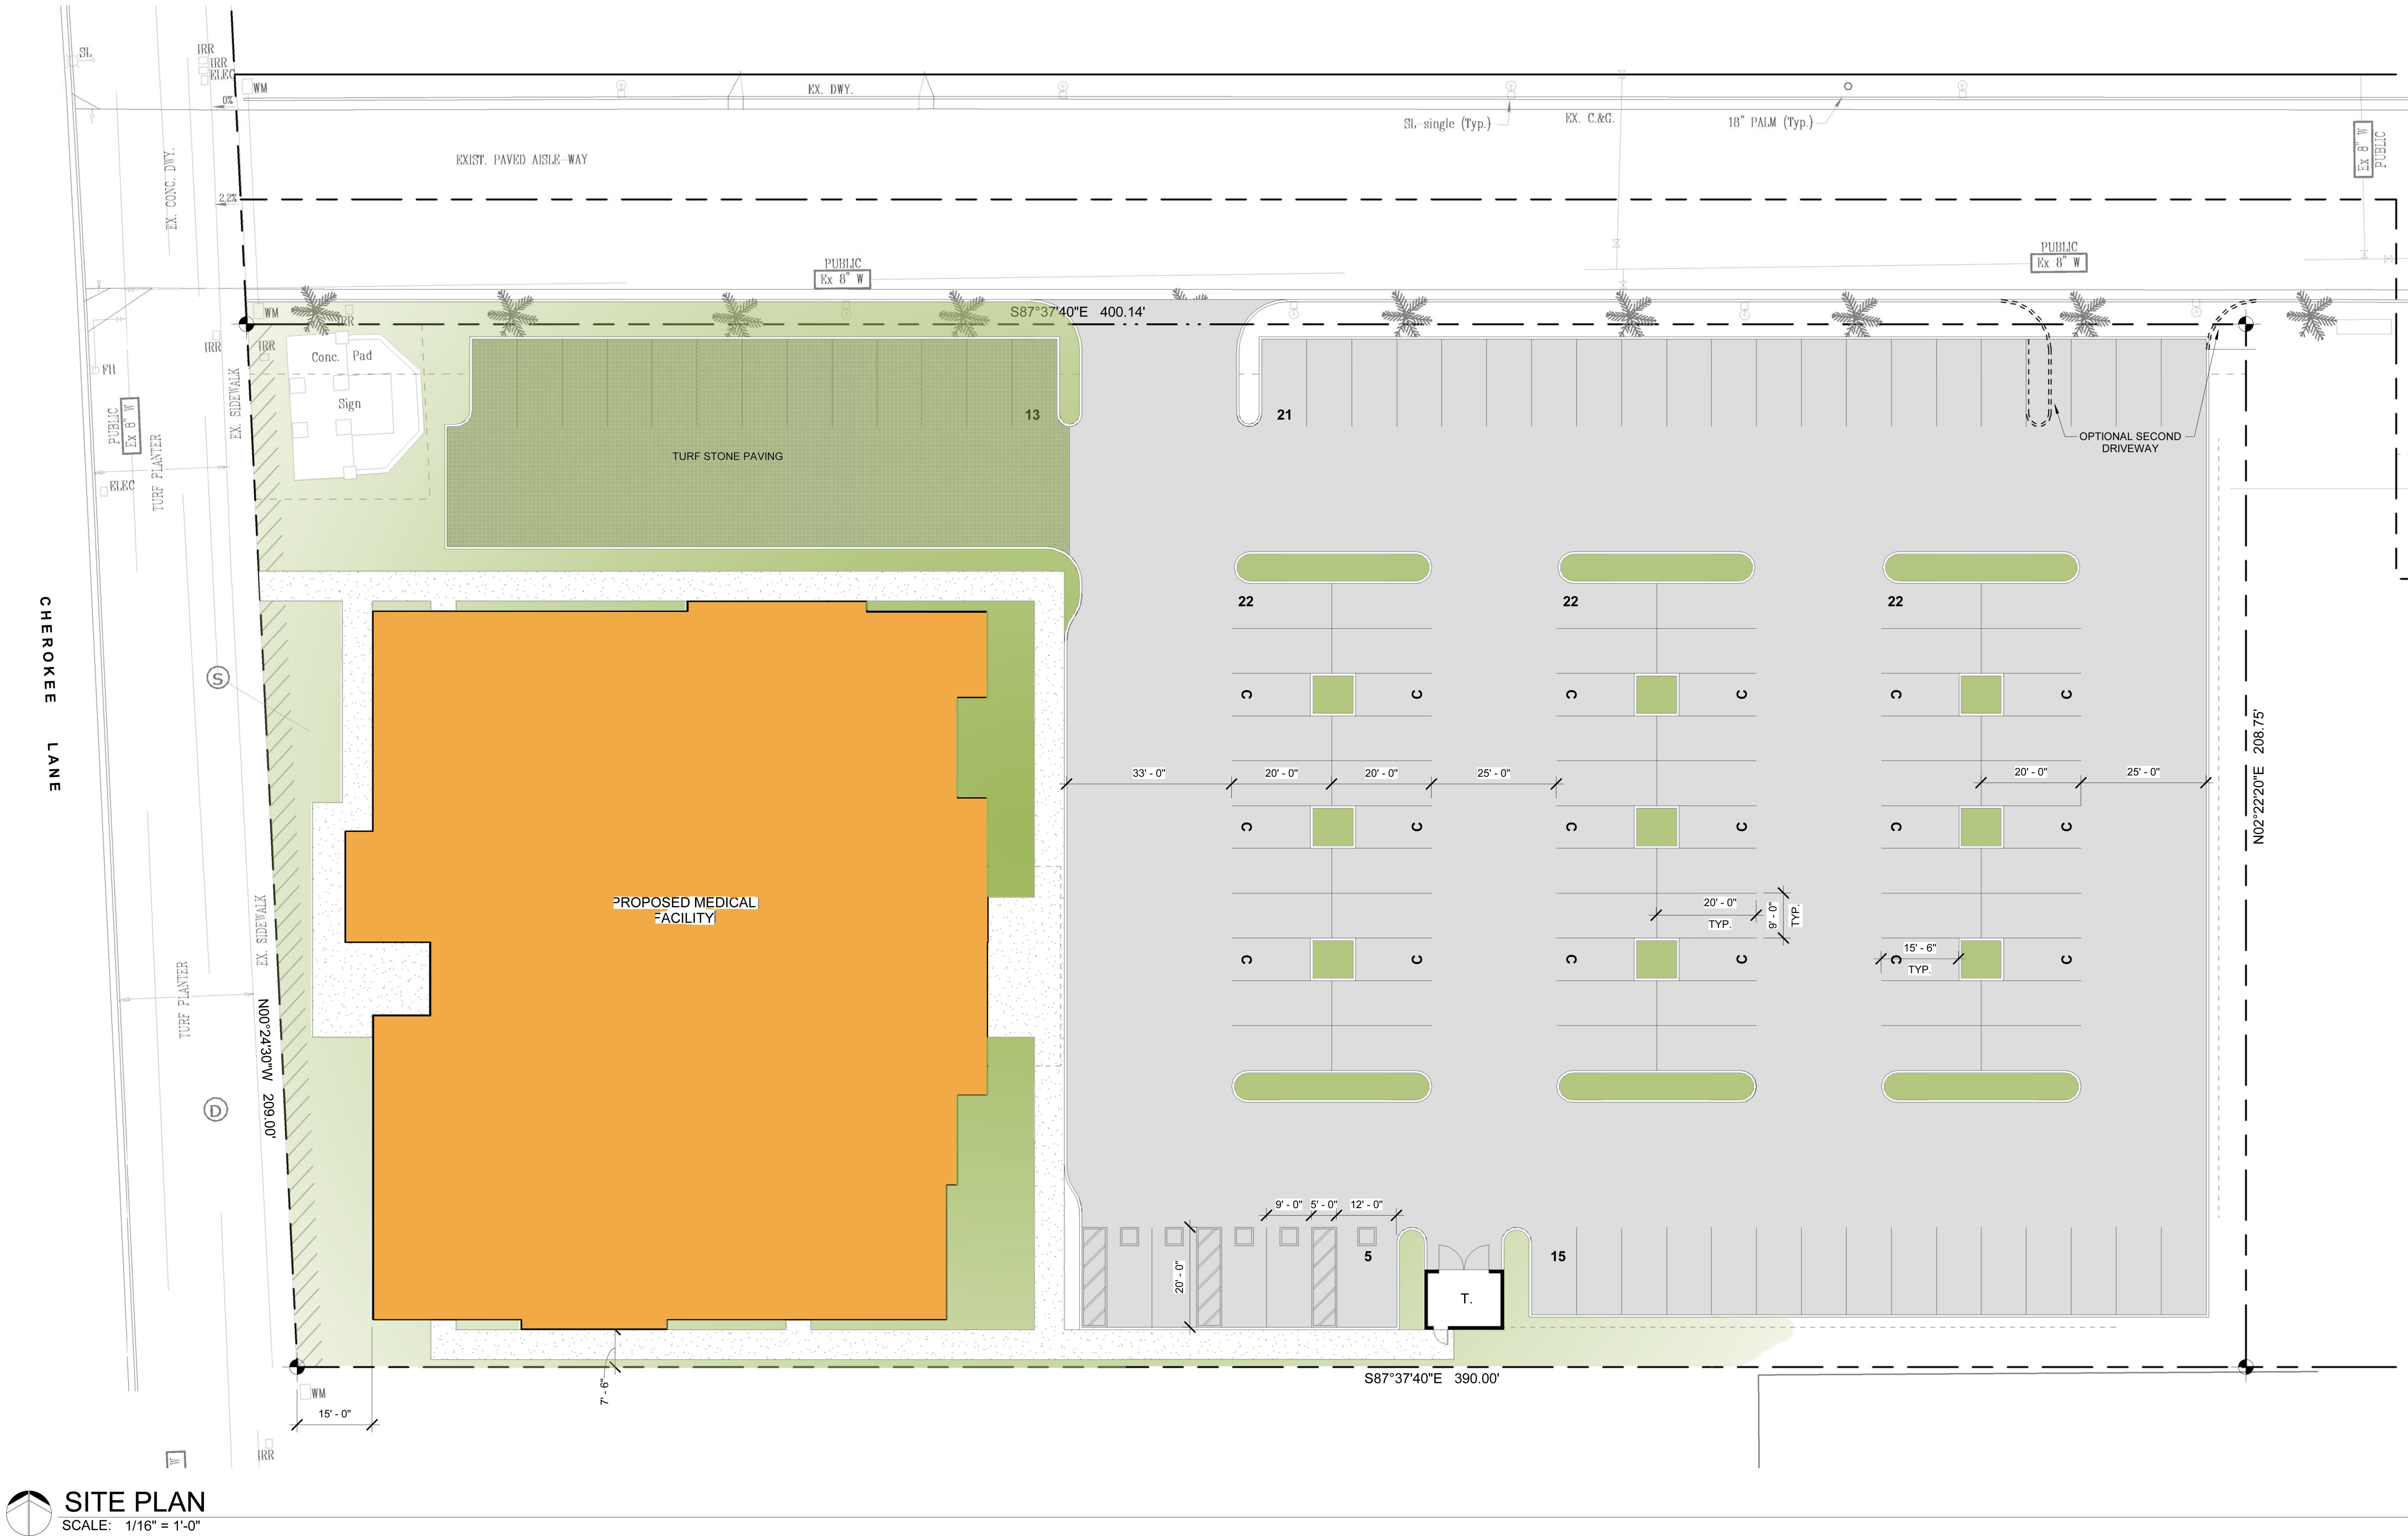 SL
IRR
IRR
ELEC
WM
0%
EX. DWY.
SL-single (Typ.)
EX. C.&G.
18" PALM (Typ.)
Ex 8" W
PUBLIC
EXIST. PAVED AISLE-WAY
EX. CONC. DWY.
2.2%
PUBLIC
Ex 8" W
PUBLIC
Ex 8" W
WM
IRR
S87°37'40"E 400.14'
IRR
IRR
Conc. Pad
Sign
FH
EX. SIDEWALK
PUBLIC
Ex 8" W
TURF PLANTER
ELEC
13
21
TURF STONE PAVING
OPTIONAL SECOND
DRIVEWAY
22
22
22
CHEROKEE LANE
S
C
C
C
C
C
C
N02°22'20"E 208.75'
33' - 0"
20' - 0"
20' - 0"
25' - 0"
20' - 0"
25' - 0"
C
C
C
C
C
C
PROPOSED MEDICAL
FACILITY
20' - 0"
TYP.
9' - 0"
TYP.
EX. SIDEWALK
TURF PLANTER
C
C
C
C
C
C
15' - 6"
TYP.
N00°24'30"W 209.00'
D
9' - 0"
5' - 0"
12' - 0"
20' - 0"
5
15
T.
7' - 6"
S87°37'40"E 390.00'
WM
15' - 0"
IRR
W
SITE PLAN
SCALE: 1/16" = 1'-0"